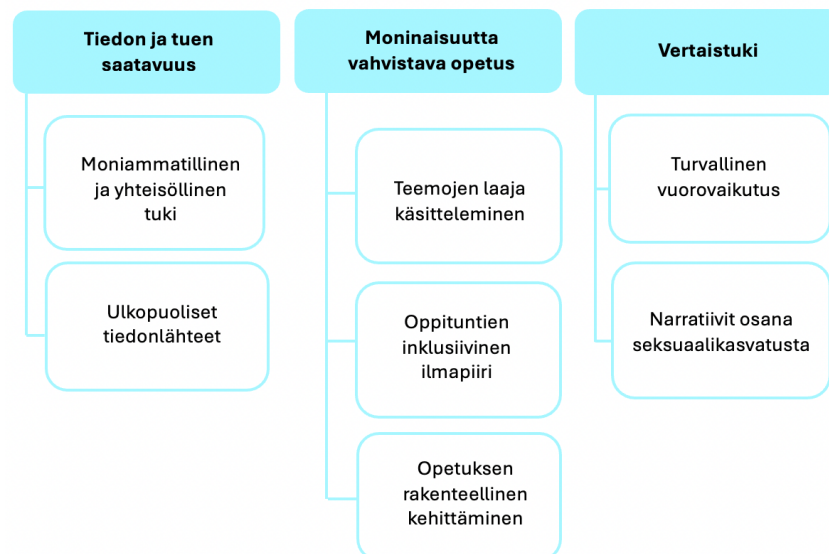 Tiedon ja tuen
saatavuus
Moniammatillinen
ja yhteisöllinen
tuki
Ulkopuoliset
tiedonlähteet
Moninaisuutta
vahvistava opetus
Teemojen laaja
käsitteleminen
Oppituntien
inklusiivinen
ilmapiiri
Opetuksen
rakenteellinen
kehittäminen
Vertaistuki
Turvallinen
vuorovaikutus
Narratiivit osana
seksuaalikasvatusta